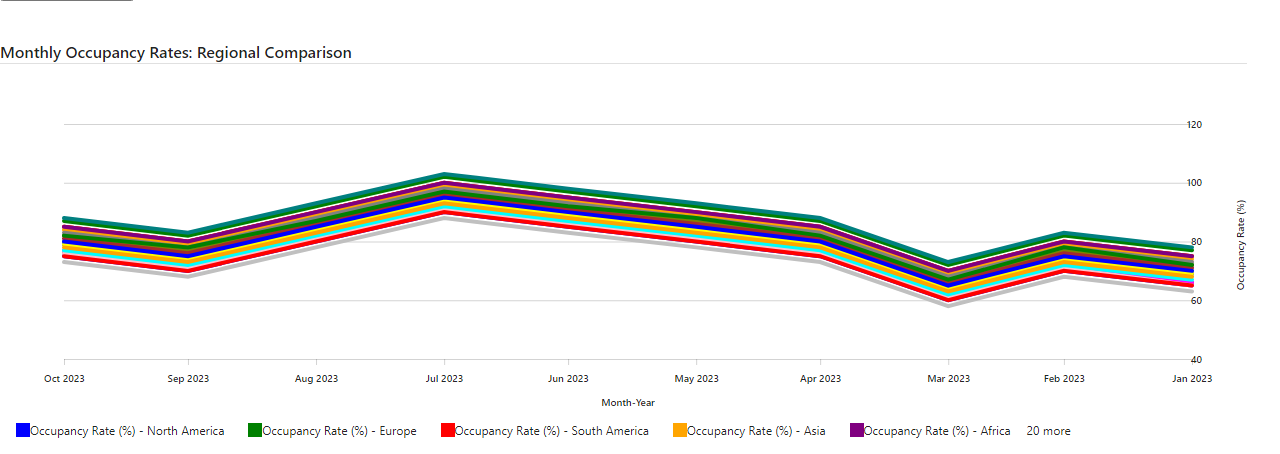 Monthly Occupancy Rates: Regional Comparison
120
100
80
60
40
Occupancy Rate (%)
Oct 2023 Sep 2023 Aug 2023 Jul 2023 Jun 2023 May 2023 Apr 2023 Mar 2023 Feb 2023 Jan 2023
Month-Year
Occupancy Rate (%) - North America Occupancy Rate (%) - Europe Occupancy Rate (%) - South America Occupancy Rate (%) - Asia Occupancy Rate (%) - Africa 20 more